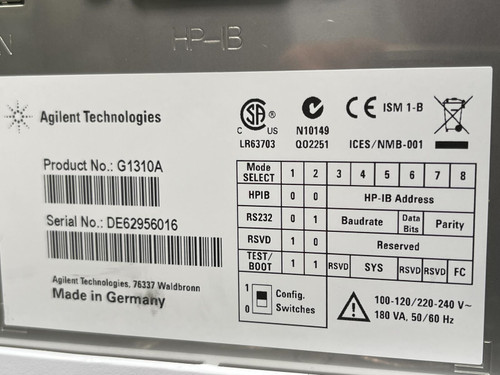 N
HP-IB
Agilent Technologies
Product No.: G1310A
Serial No.: DE62956016
Agilent Technologies, 76337 Waldbronn
Made in Germany
SA ®
C US
LR63703
N10149
Q02251
CE ISM 1-B
ICES/NMB-001
Mode SELECT 1 2 3 4 5 6 7 8
HPIB 0 0 HP-IB Address
RS232 0 1 Baudrate Data Bits Parity
RSVD 1 0 Reserved
TEST/BOOT 1 1 RSVD SYS RSVD RSVD FC
1 Config.
0 Switches
100-120/220-240 V~
180 VA, 50/60 Hz